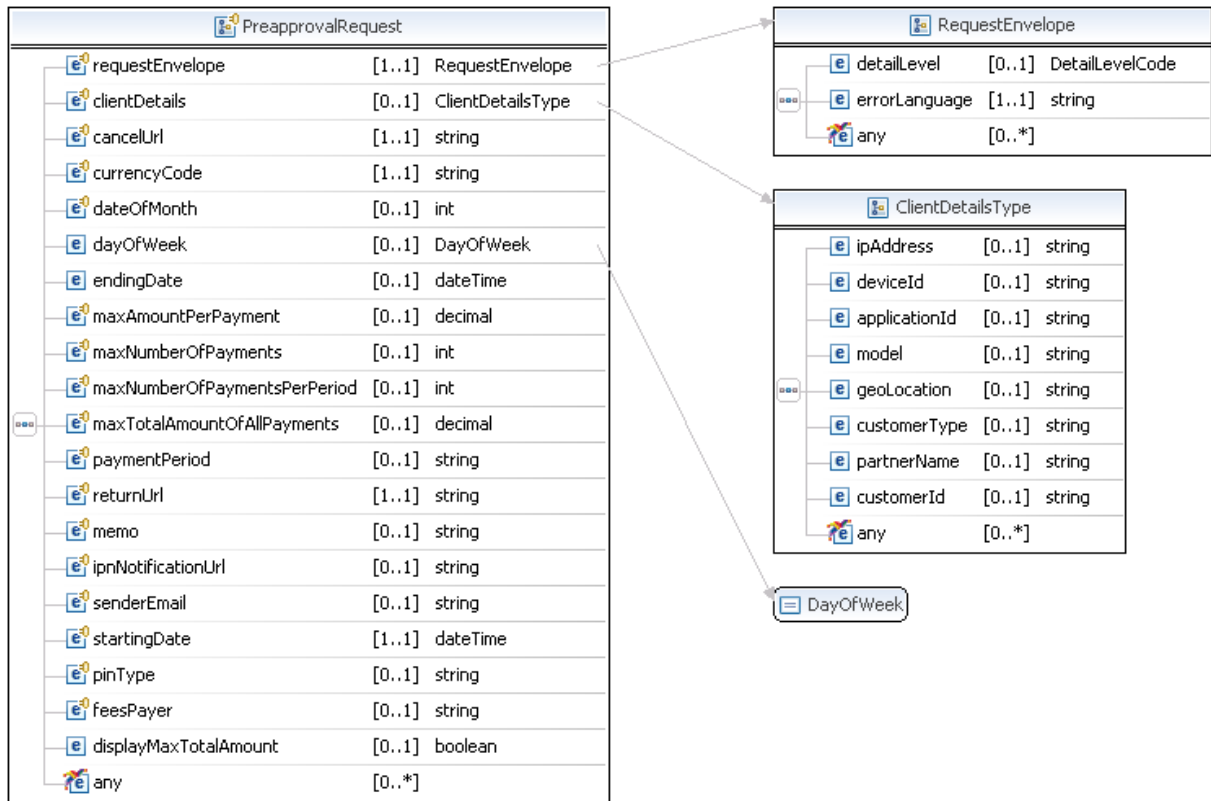 PreapprovalRequest
requestEnvelope [1..1] RequestEnvelope
clientDetails [0..1] ClientDetailsType
cancelUrl [1..1] string
currencyCode [1..1] string
dateOfMonth [0..1] int
dayOfWeek [0..1] DayOfWeek
endingDate [0..1] dateTime
maxAmountPerPayment [0..1] decimal
maxNumberOfPayments [0..1] int
maxNumberOfPaymentsPerPeriod [0..1] int
maxTotalAmountOfAllPayments [0..1] decimal
paymentPeriod [0..1] string
returnUrl [1..1] string
memo [0..1] string
ipnNotificationUrl [0..1] string
senderEmail [0..1] string
startingDate [1..1] dateTime
pinType [0..1] string
feesPayer [0..1] string
displayMaxTotalAmount [0..1] boolean
any [0..*]
RequestEnvelope
detailLevel [0..1] DetailLevelCode
errorLanguage [1..1] string
any [0..*]
ClientDetailsType
ipAddress [0..1] string
deviceId [0..1] string
applicationId [0..1] string
model [0..1] string
geoLocation [0..1] string
customerType [0..1] string
partnerName [0..1] string
customerId [0..1] string
any [0..*]
DayOfWeek